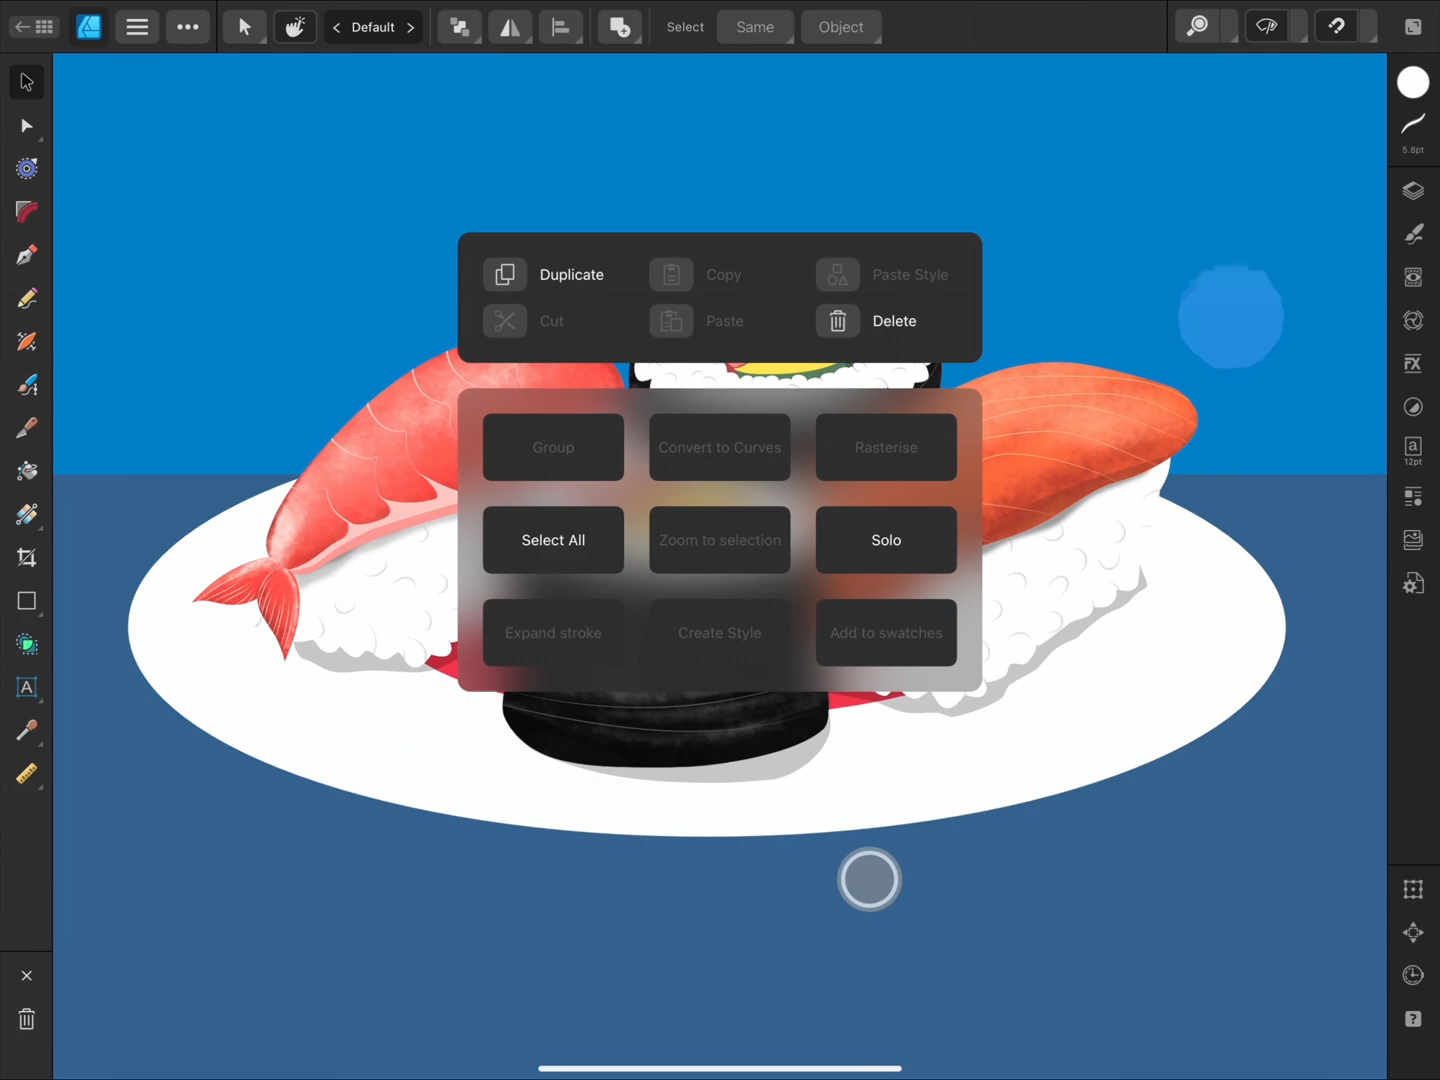 Default
Select
Same
Object
5.8pt
Duplicate
Copy
Paste Style
Cut
Paste
Delete
Group
Convert to Curves
Rasterise
Select All
Zoom to selection
Solo
Expand stroke
Create Style
Add to swatches
FX
a
12pt
A
?